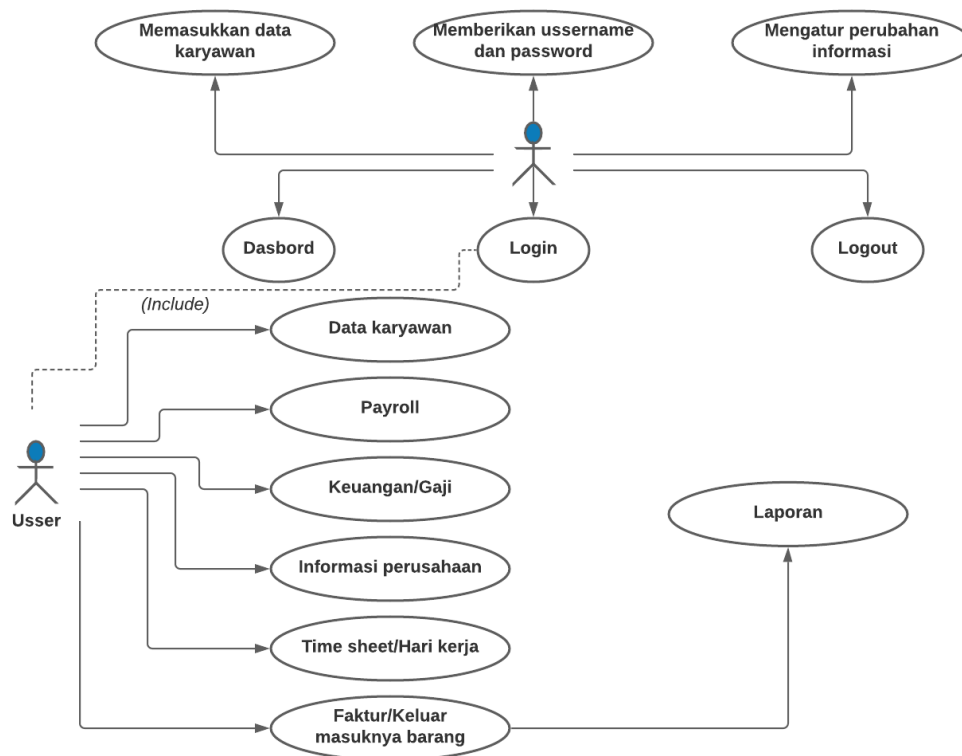 Memasukkan data
karyawan
Memberikan ussername
dan password
Mengatur perubahan
informasi
Dasbord
Login
Logout
(Include)
Data karyawan
Payroll
Keuangan/Gaji
Usser
Laporan
Informasi perusahaan
Time sheet/Hari kerja
Faktur/Keluar
masuknya barang